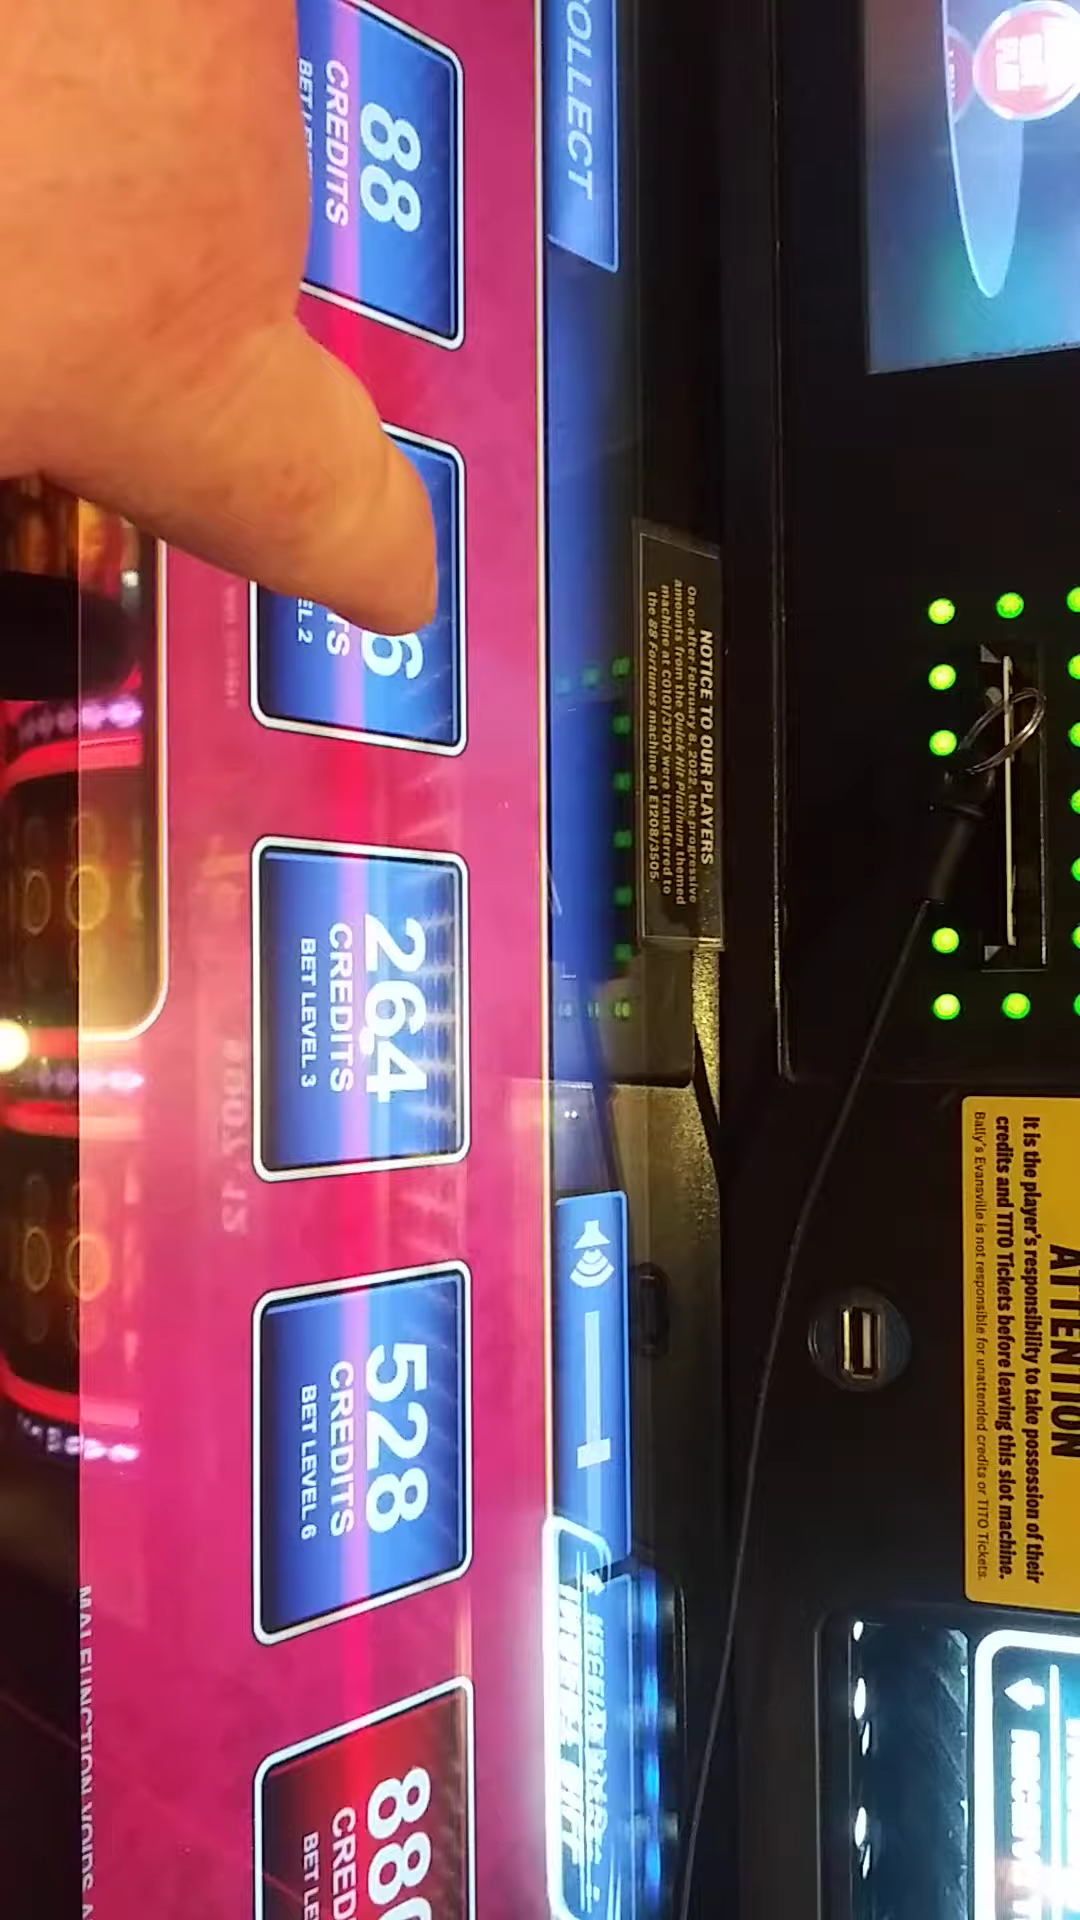 COLLECT
88
CREDITS
6
TS
EL 2
264
CREDITS
BET LEVEL 3
528
CREDITS
BET LEVEL 6
880
CRED
BET LE
MALFUNCTION VOIDS A
NOTICE TO OUR PLAYERS
On or after February 8, 2022, the progressive
amounts from the Quick Hit Platinum themed
machine at C0101/3707 were transferred to
the 88 Fortunes machine at E1208/3505.
ATTENTION
It is the player's responsibility to take possession of their
credits and TITO Tickets before leaving this slot machine.
Bally's Evansville is not responsible for unattended credits or TITO Tickets.